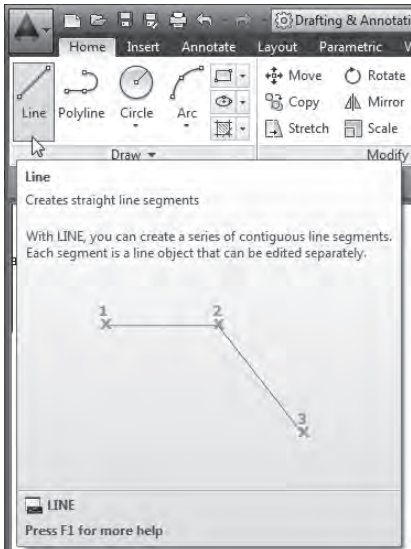 Drafting & Annotati
Home Insert Annotate Layout Parametric
Line Polyline Circle Arc
Move Rotate
Copy Mirror
Stretch Scale
Draw Modify
Line
Creates straight line segments
With LINE, you can create a series of contiguous line segments.
Each segment is a line object that can be edited separately.
1 2
3
LINE
Press F1 for more help